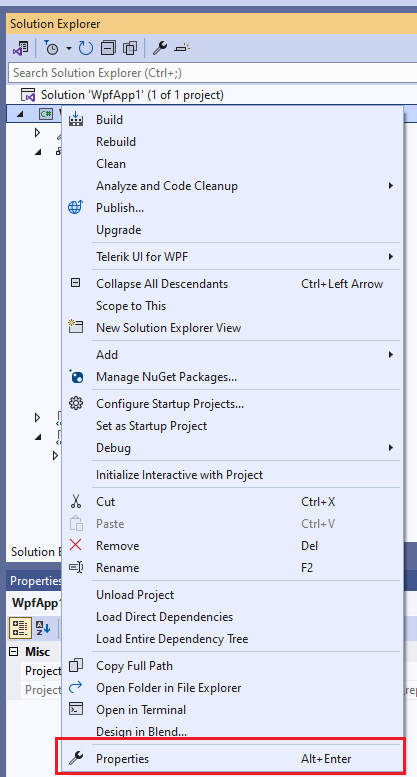 Solution Explorer
Search Solution Explorer (Ctrl+;)
Solution 'WpfApp1' (1 of 1 project)
C#
Build
Rebuild
Clean
Analyze and Code Cleanup
Publish...
Upgrade
Telerik UI for WPF
Collapse All Descendants Ctrl+Left Arrow
Scope to This
New Solution Explorer View
Add
Manage NuGet Packages...
Configure Startup Projects...
Set as Startup Project
Debug
Initialize Interactive with Project
Cut Ctrl+X
Paste Ctrl+V
Remove Del
Rename F2
Solution E
Properties
Unload Project
WpfApp1
Load Direct Dependencies
Load Entire Dependency Tree
Misc
Copy Full Path
Project
Open Folder in File Explorer
Project
Open in Terminal
Design in Blend...
Properties Alt+Enter